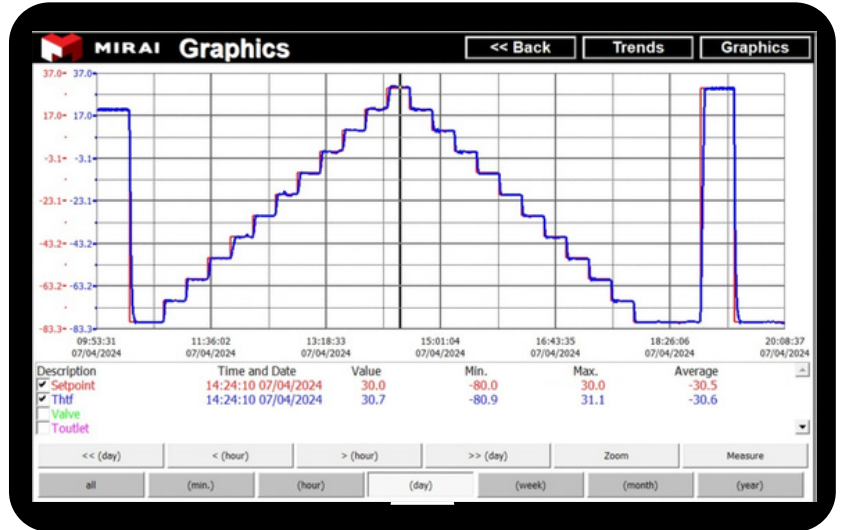 MIRAI Graphics << Back Trends Graphics
37.0 37.0
17.0 17.0
-3.1 -3.1
-23.1 -23.1
-43.2 -43.2
-63.2 -63.2
-83.3 -83.3
09:53:31 11:36:02 13:18:33 15:01:04 16:43:35 18:26:06 20:08:37
07/04/2024 07/04/2024 07/04/2024 07/04/2024 07/04/2024 07/04/2024 07/04/2024
Description Time and Date Value Min. Max. Average
Setpoint 14:24:10 07/04/2024 30.0 -80.0 30.0 -30.5
Thtf 14:24:10 07/04/2024 30.7 -80.9 31.1 -30.6
Valve
Toutlet
<< (day) < (hour) > (hour) >> (day) Zoom Measure
all (min.) (hour) (day) (week) (month) (year)